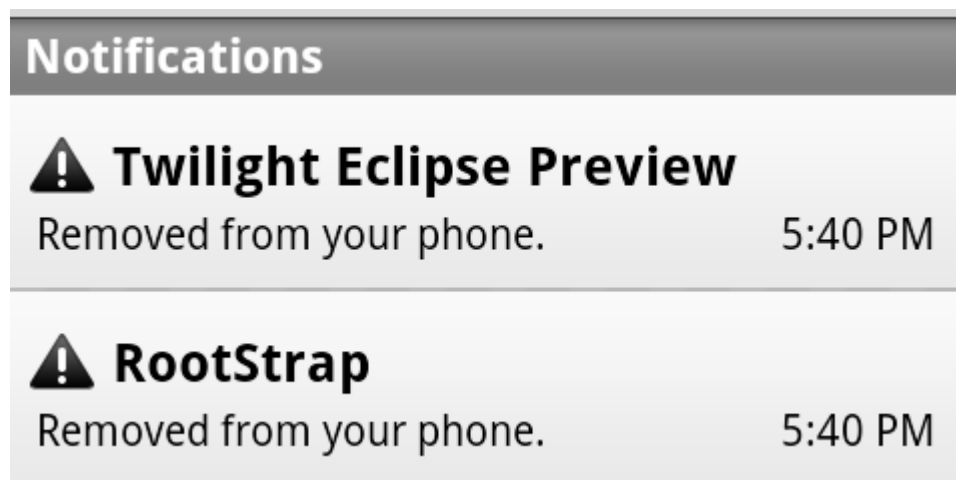 Notifications
Twilight Eclipse Preview
Removed from your phone. 5:40 PM
RootStrap
Removed from your phone. 5:40 PM